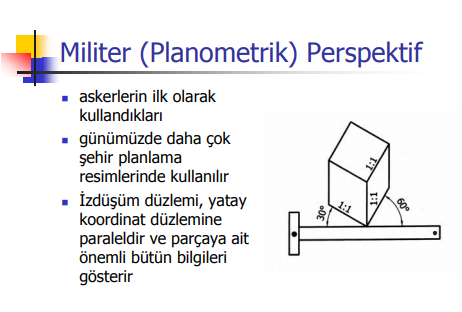 Militer (Planometrik) Perspektif
askerlerin ilk olarak
kullandıkları
günümüzde daha çok
şehir planlama
resimlerinde kullanılır
İzdüşüm düzlemi, yatay
koordinat düzlemine
paraleldir ve parçaya ait
önemli bütün bilgileri
gösterir
1:1
1:1
1:1
30°
60°